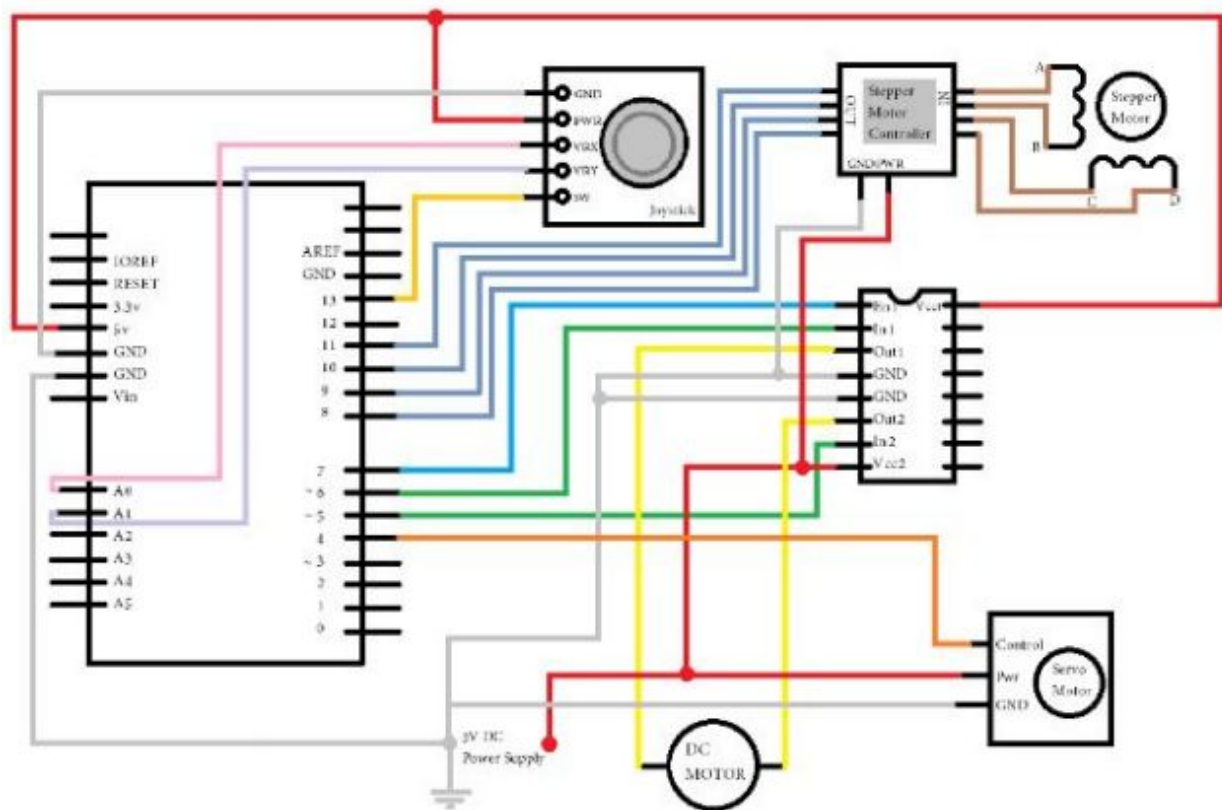 GND
PWR
VRX
VRY
SW
Joystick
OUT
Stepper
Motor
Controller
IN
GND
PWR
A
B
C
D
Stepper
Motor
IOREF
RESET
3.3v
5v
GND
GND
Vin
A0
A1
A2
A3
A4
A5
AREF
GND
13
12
11
10
9
8
7
~6
~5
4
~3
2
1
0
En1
In1
Out1
GND
GND
Out2
In2
Vcc2
Vcc1
Control
Pwr
GND
Servo
Motor
DC
MOTOR
DC
Power Supply